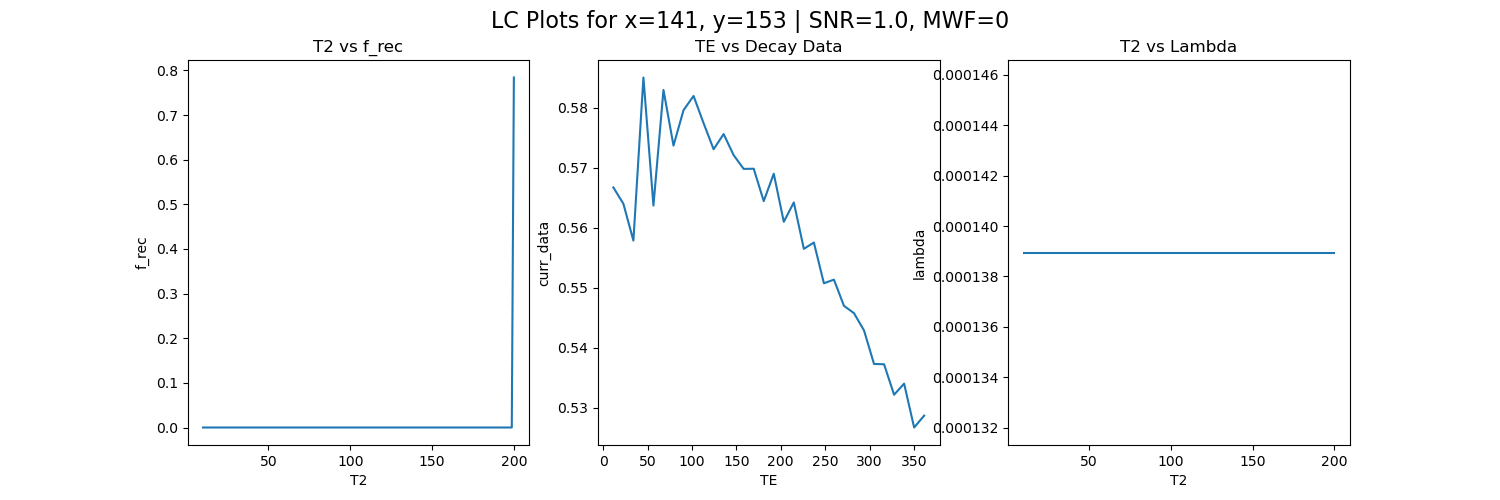 LC Plots for x=141, y=153 | SNR=1.0, MWF=0
T2 vs f_rec
0.8
0.7
0.6
0.5
0.4
0.3
0.2
0.1
0.0
f_rec
50 100 150 200
T2
TE vs Decay Data
0.58
0.57
0.56
0.55
0.54
0.53
curr_data
0 50 100 150 200 250 300 350
TE
T2 vs Lambda
0.000146
0.000144
0.000142
0.000140
0.000138
0.000136
0.000134
0.000132
lambda
50 100 150 200
T2